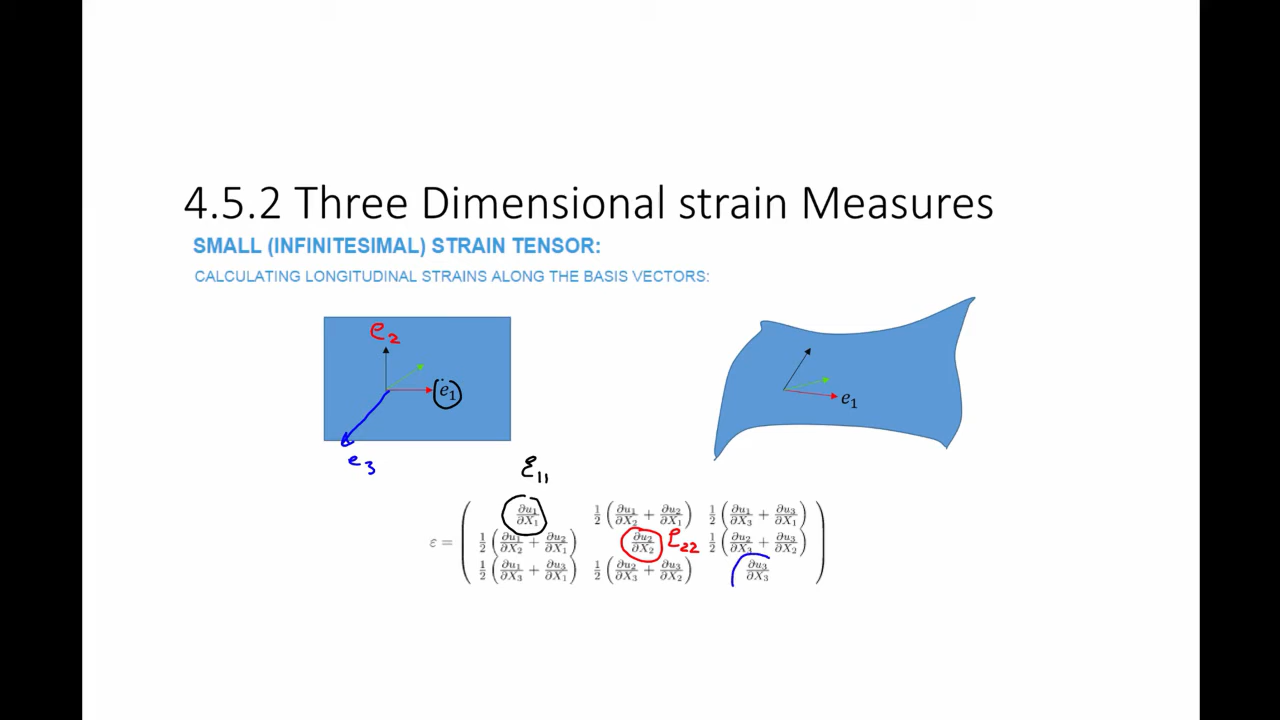 4.5.2 Three Dimensional strain Measures
SMALL (INFINITESIMAL) STRAIN TENSOR:
CALCULATING LONGITUDINAL STRAINS ALONG THE BASIS VECTORS:
e₂
e₁
e₁
e₃
ε₁₁
ε = ( ∂u₁/∂X₁ 1/2 (∂u₁/∂X₂ + ∂u₂/∂X₁) 1/2 (∂u₁/∂X₃ + ∂u₃/∂X₁)
1/2 (∂u₁/∂X₂ + ∂u₂/∂X₁) ∂u₂/∂X₂ ε₂₂ 1/2 (∂u₂/∂X₃ + ∂u₃/∂X₂)
1/2 (∂u₁/∂X₃ + ∂u₃/∂X₁) 1/2 (∂u₂/∂X₃ + ∂u₃/∂X₂) ∂u₃/∂X₃ )